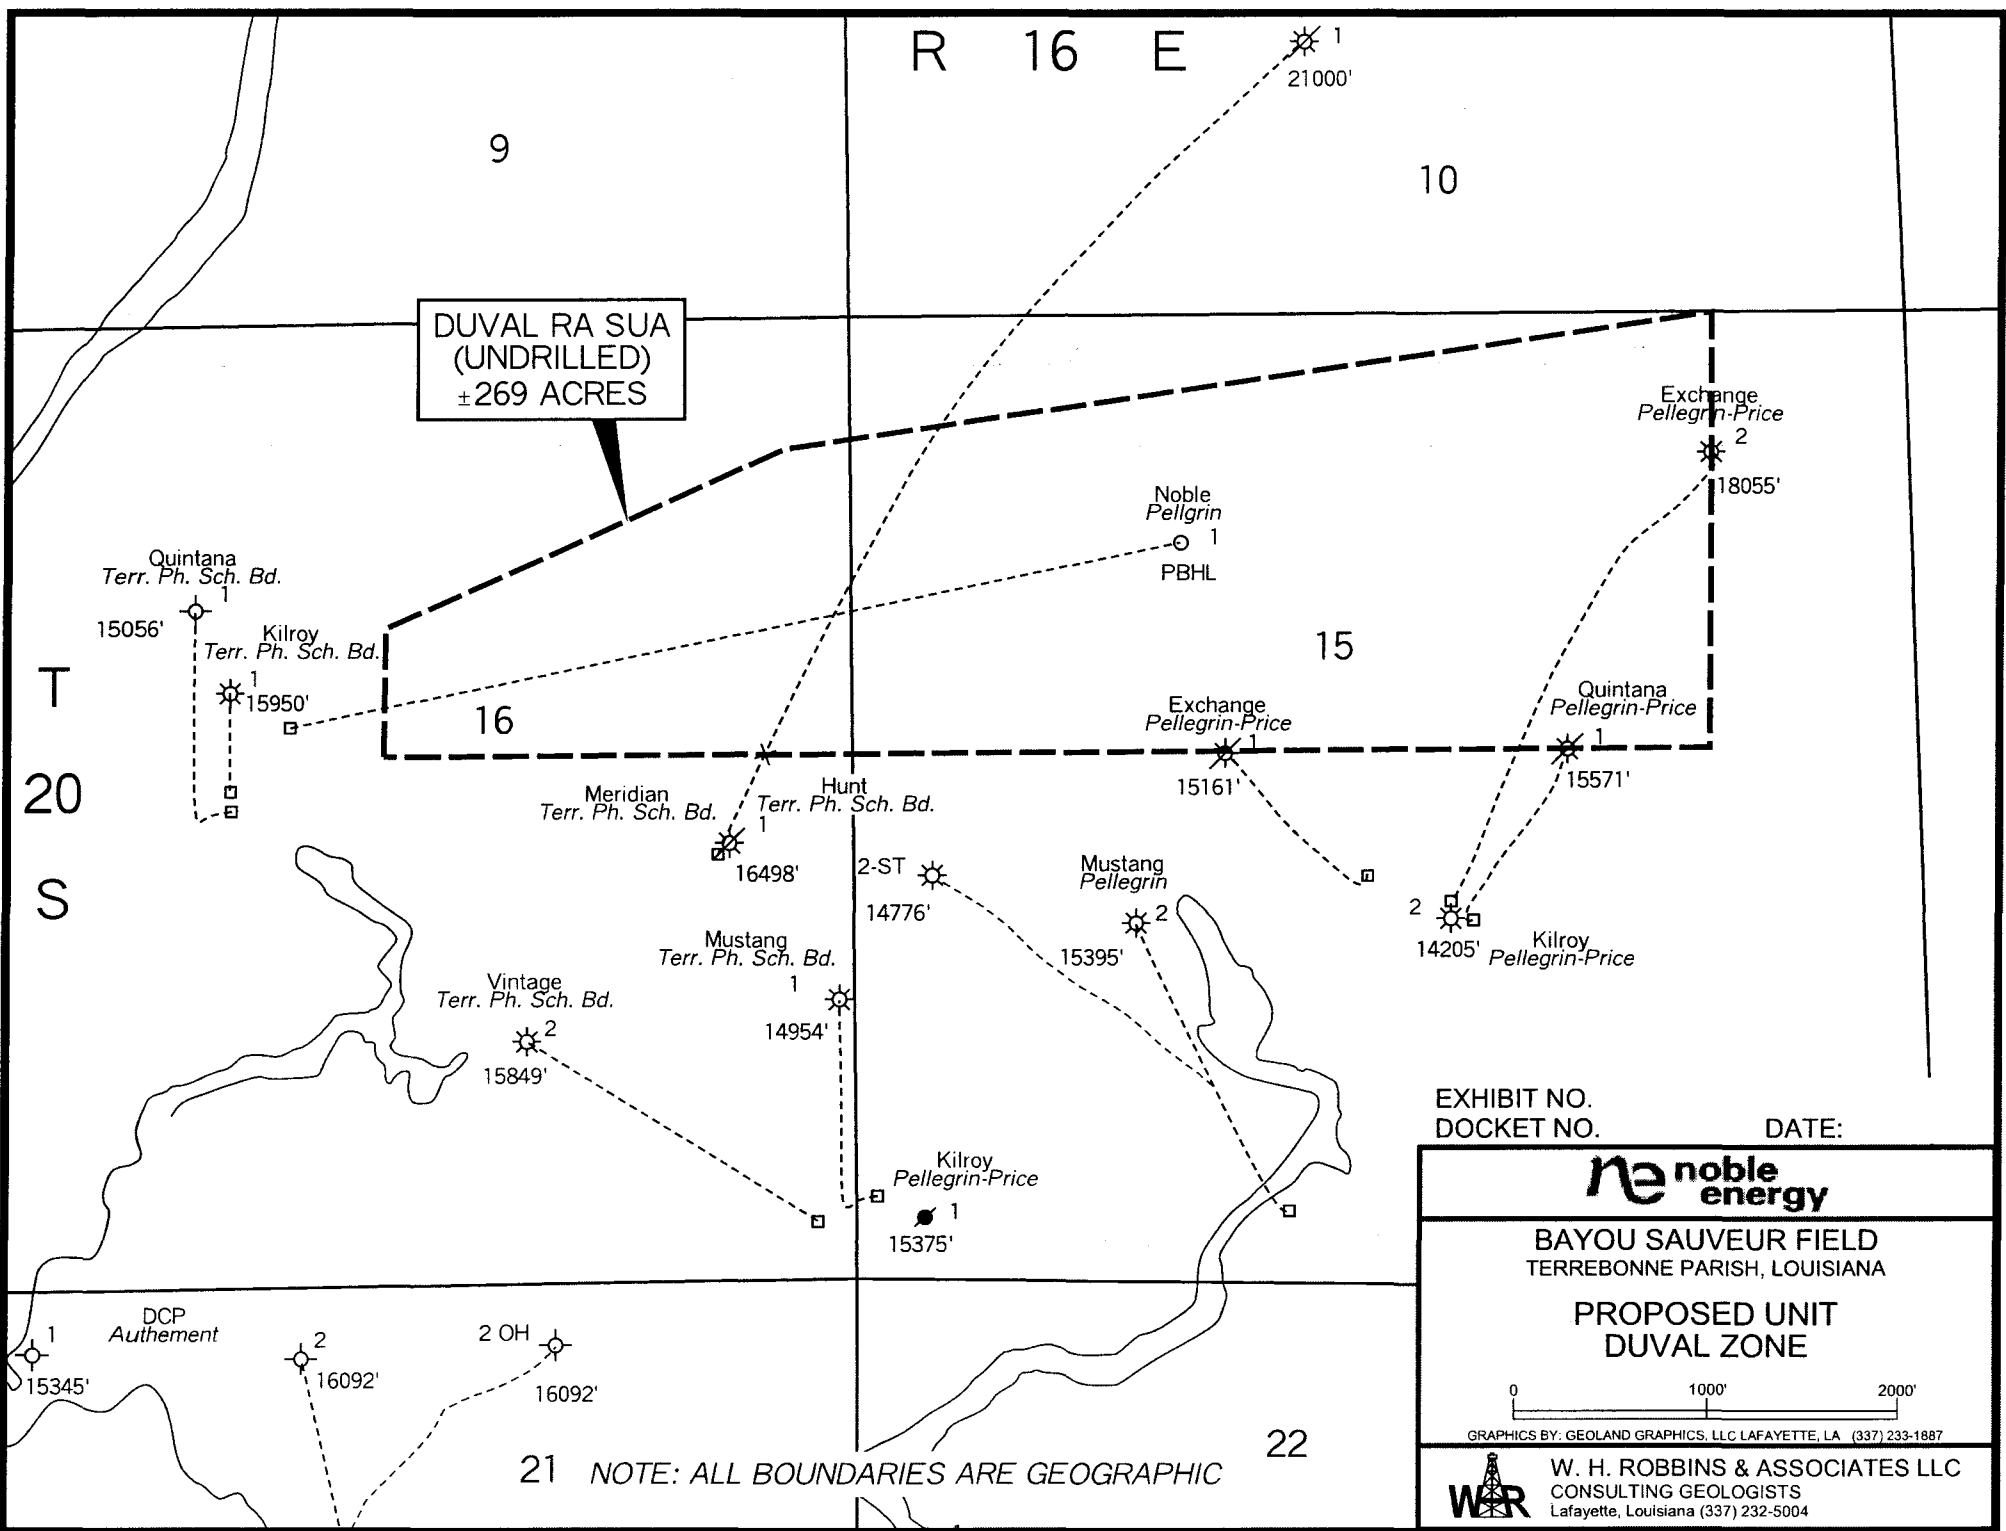 R 16 E
1
21000'
9
10
DUVAL RA SUA
(UNDRILLED)
±269 ACRES
Exchange
Pellegrin-Price
2
18055'
Noble
Pellgrin
1
PBHL
Quintana
Terr. Ph. Sch. Bd.
1
15056'
Kilroy
Terr. Ph. Sch. Bd.
1
15950'
T
20
S
16
15
Exchange
Pellegrin-Price
1
15161'
Quintana
Pellegrin-Price
1
15571'
Meridian
Terr. Ph. Sch. Bd.
Hunt
Terr. Ph. Sch. Bd.
1
16498'
2-ST
14776'
Mustang
Pellegrin
2
15395'
2
14205'
Kilroy
Pellegrin-Price
Mustang
Terr. Ph. Sch. Bd.
1
14954'
Vintage
Terr. Ph. Sch. Bd.
2
15849'
Kilroy
Pellegrin-Price
1
15375'
DCP
Authement
1
15345'
2
16092'
2 OH
16092'
21
22
NOTE: ALL BOUNDARIES ARE GEOGRAPHIC
EXHIBIT NO.
DOCKET NO. DATE:
ne noble
energy
BAYOU SAUVEUR FIELD
TERREBONNE PARISH, LOUISIANA
PROPOSED UNIT
DUVAL ZONE
0 1000' 2000'
GRAPHICS BY: GEOLAND GRAPHICS, LLC LAFAYETTE, LA (337) 233-1887
WHR
W. H. ROBBINS & ASSOCIATES LLC
CONSULTING GEOLOGISTS
Lafayette, Louisiana (337) 232-5004